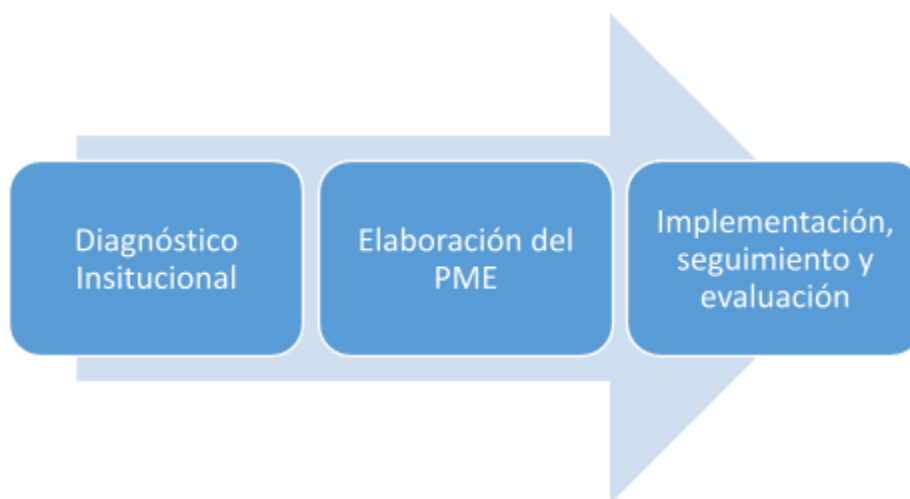 Diagnóstico
Insitucional
Elaboración del
PME
Implementación,
seguimiento y
evaluación